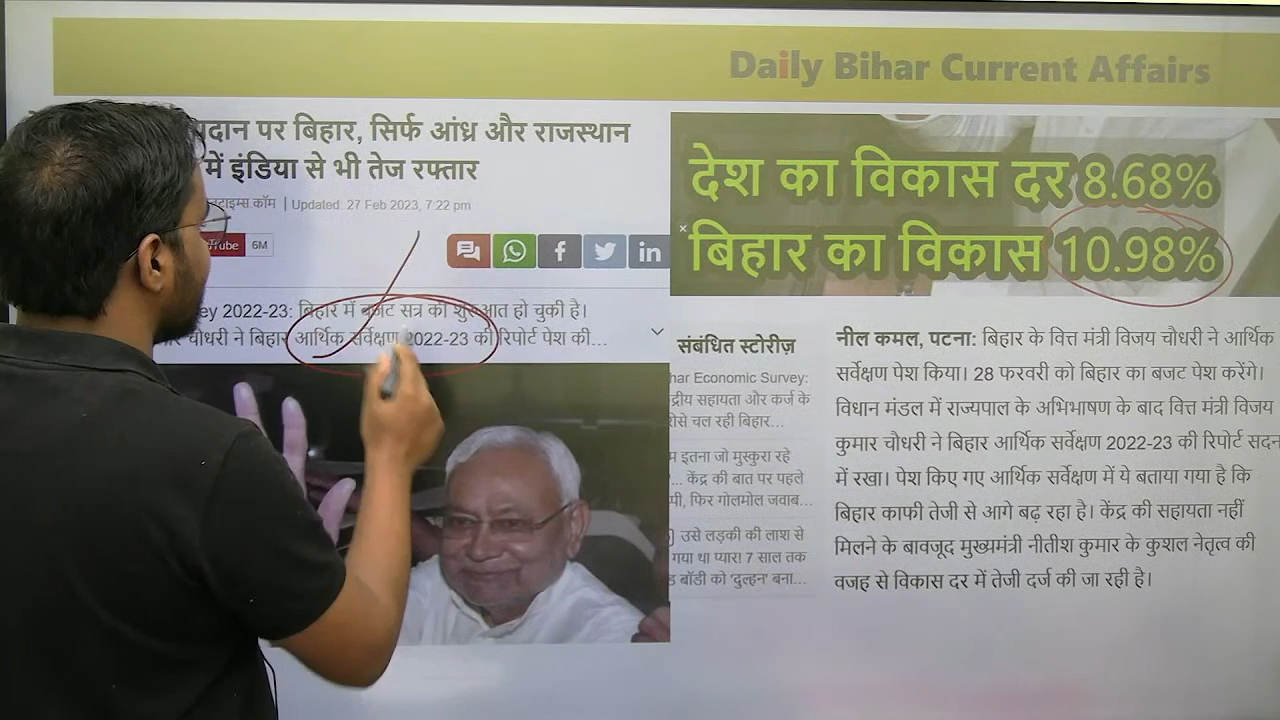 Daily Bihar Current Affairs
पर बिहार, सिर्फ आंध्र और राजस्थान
में इंडिया से भी तेज रफ्तार
कॉम | Updated: 27 Feb 2023, 7:22 pm
6M
2022-23: बिहार में बजट सत्र की शुरुआत हो चुकी है।
चौधरी ने बिहार आर्थिक सर्वेक्षण 2022-23 की रिपोर्ट पेश की...
देश का विकास दर 8.68%
बिहार का विकास 10.98%
संबंधित स्टोरीज़
Economic Survey:
सहायता और कर्ज के
चल रही बिहार...
इतना जो मुस्कुरा रहे
... केंद्र की बात पर पहले
फिर गोलमोल जवाब...
उसे लड़की की लाश से
गया था प्यार! 7 साल तक
बॉडी को 'दुल्हन' बना...
नील कमल, पटना: बिहार के वित्त मंत्री विजय चौधरी ने आर्थिक
सर्वेक्षण पेश किया। 28 फरवरी को बिहार का बजट पेश करेंगे।
विधान मंडल में राज्यपाल के अभिभाषण के बाद वित्त मंत्री विजय
कुमार चौधरी ने बिहार आर्थिक सर्वेक्षण 2022-23 की रिपोर्ट सदन
में रखा। पेश किए गए आर्थिक सर्वेक्षण में ये बताया गया है कि
बिहार काफी तेजी से आगे बढ़ रहा है। केंद्र की सहायता नहीं
मिलने के बावजूद मुख्यमंत्री नीतीश कुमार के कुशल नेतृत्व की
वजह से विकास दर में तेजी दर्ज की जा रही है।